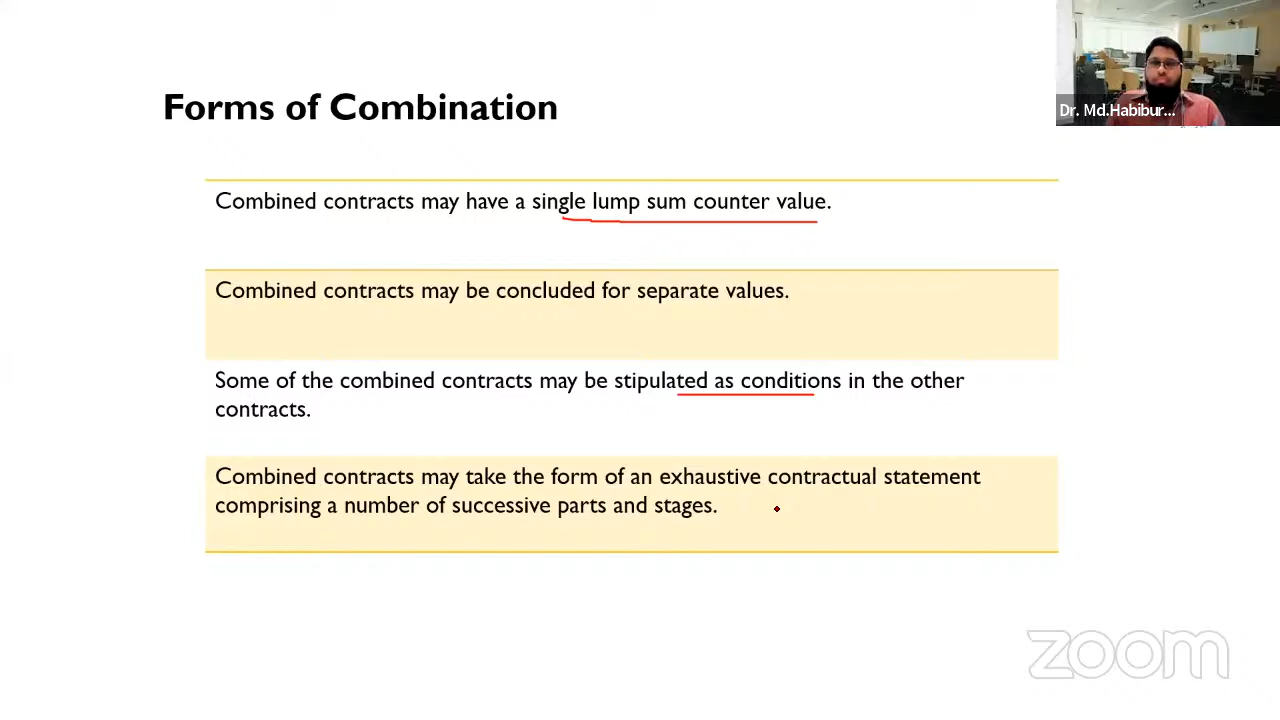 Dr. Md.Habibur...
Forms of Combination
Combined contracts may have a single lump sum counter value.
Combined contracts may be concluded for separate values.
Some of the combined contracts may be stipulated as conditions in the other
contracts.
Combined contracts may take the form of an exhaustive contractual statement
comprising a number of successive parts and stages.
zoom